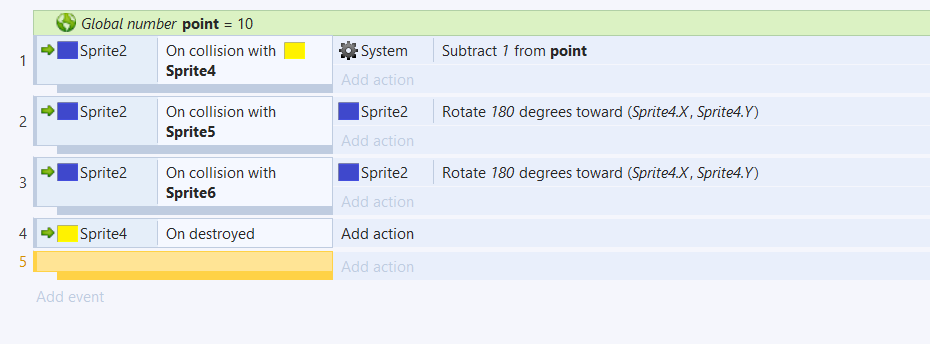 Global number point = 10
1 Sprite2 On collision with Sprite4 System Subtract 1 from point
Add action
2 Sprite2 On collision with Sprite5 Sprite2 Rotate 180 degrees toward (Sprite4.X, Sprite4.Y)
Add action
3 Sprite2 On collision with Sprite6 Sprite2 Rotate 180 degrees toward (Sprite4.X, Sprite4.Y)
Add action
4 Sprite4 On destroyed Add action
5 Add action
Add event